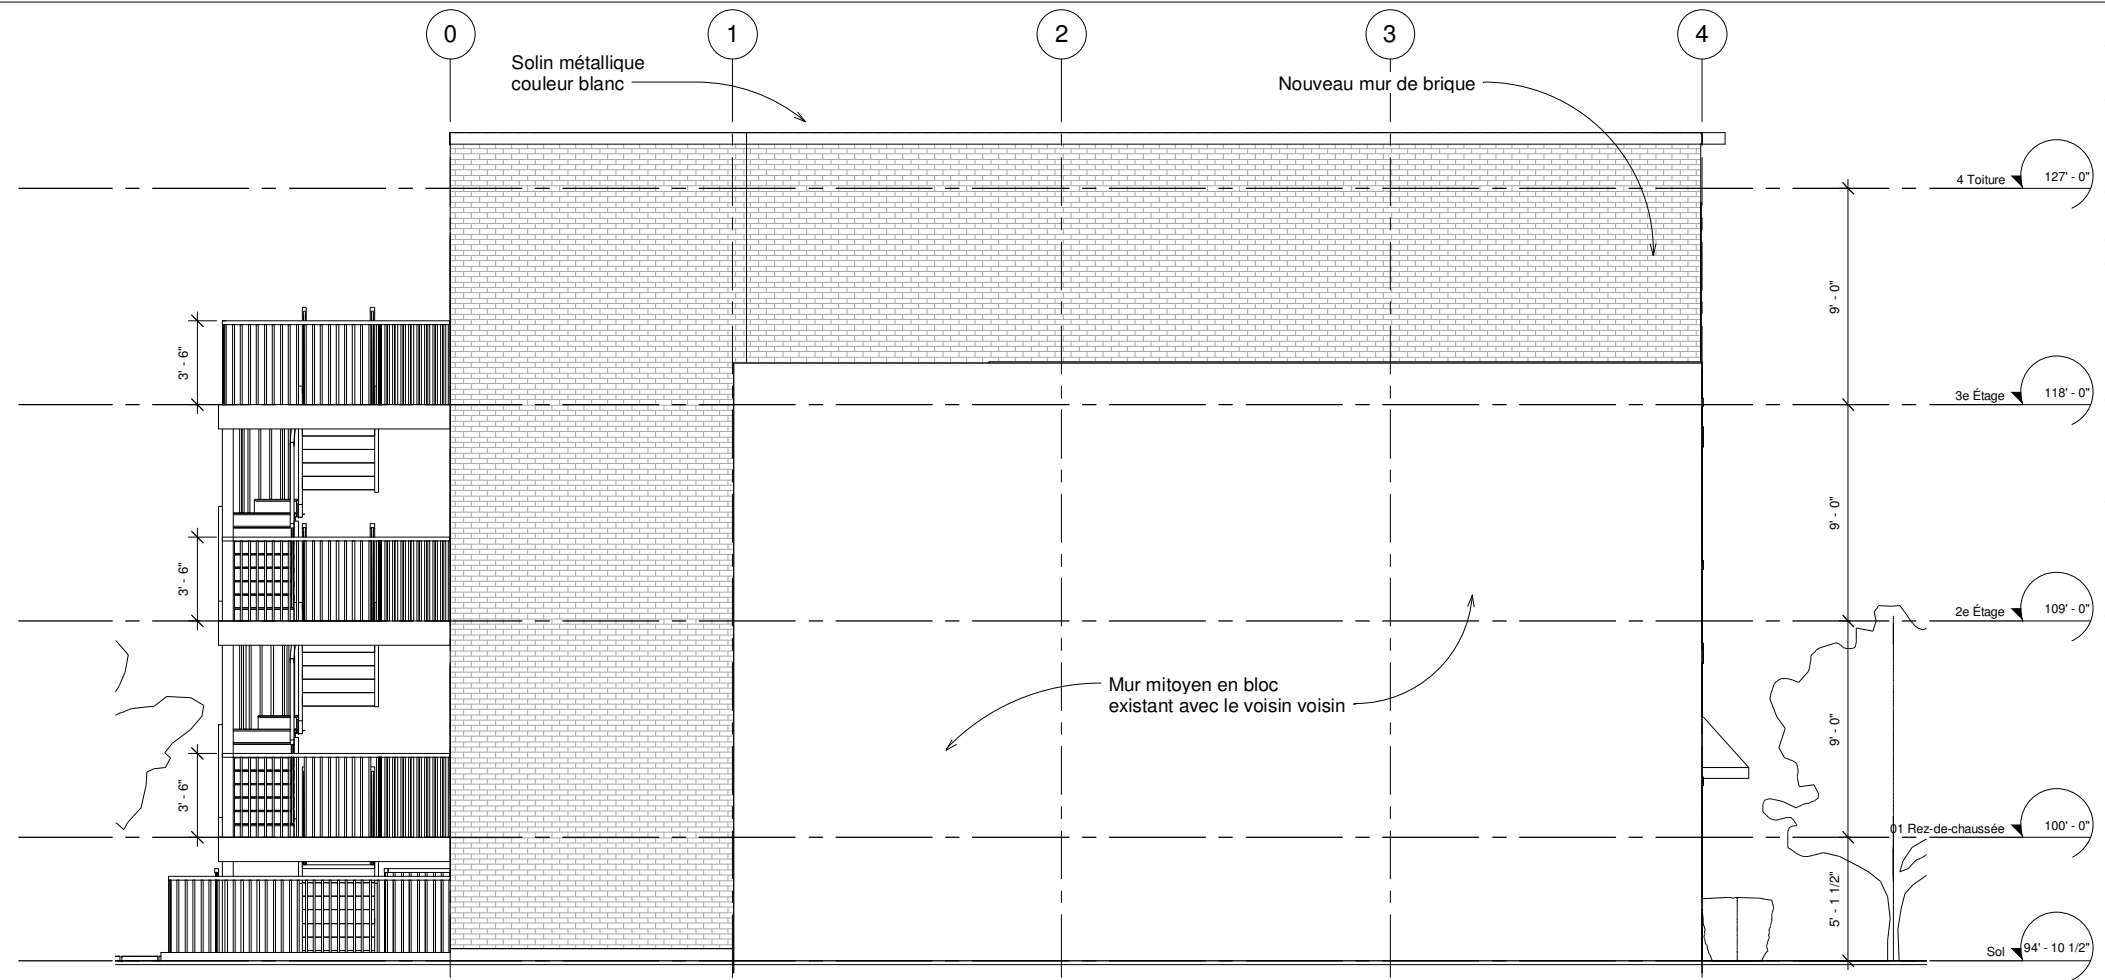 0
1
2
3
4
Solin métallique
couleur blanc
Nouveau mur de brique
4 Toiture
127' - 0"
9' - 0"
3' - 6"
3e Étage
118' - 0"
9' - 0"
3' - 6"
2e Étage
109' - 0"
Mur mitoyen en bloc
existant avec le voisin voisin
9' - 0"
3' - 6"
01 Rez-de-chaussée
100' - 0"
5' - 1 1/2"
Sol
94' - 10 1/2"